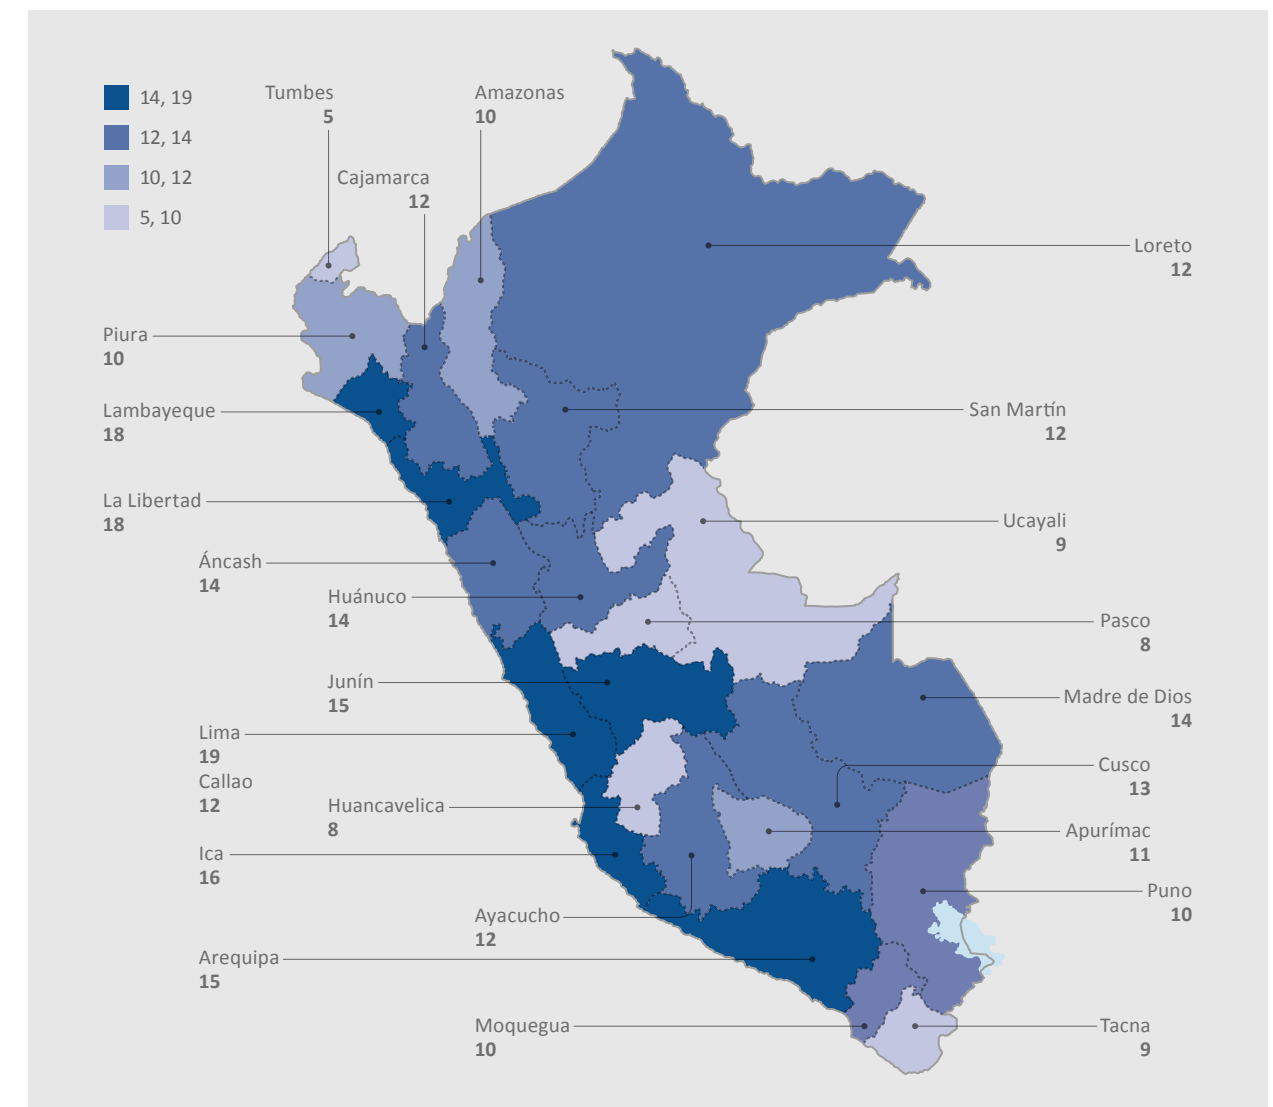 14, 19
12, 14
10, 12
5, 10
Tumbes
5
Amazonas
10
Cajamarca
12
Loreto
12
Piura
10
Lambayeque
18
San Martín
12
La Libertad
18
Ucayali
9
Áncash
14
Huánuco
14
Pasco
8
Junín
15
Madre de Dios
14
Lima
19
Callao
12
Cusco
13
Huancavelica
8
Apurímac
11
Ica
16
Puno
10
Ayacucho
12
Arequipa
15
Moquegua
10
Tacna
9